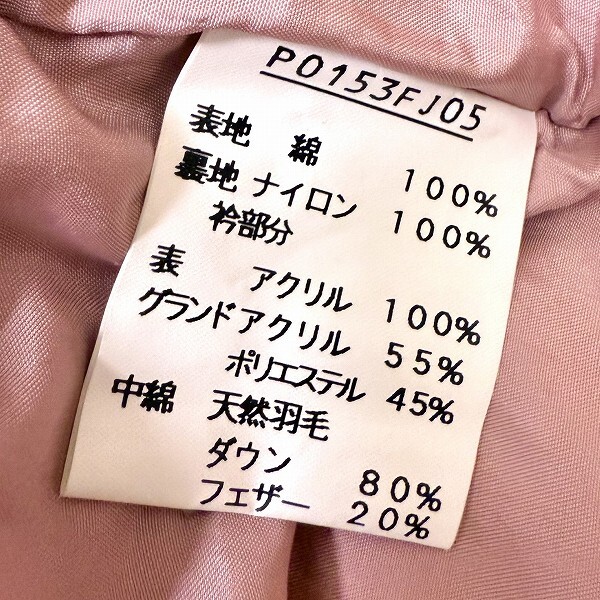 PO153FJ05
表地 綿 100%
裏地 ナイロン 100%
衿部分
表 アクリル 100%
グランド アクリル 55%
ポリエステル 45%
中綿 天然羽毛
ダウン 80%
フェザー 20%